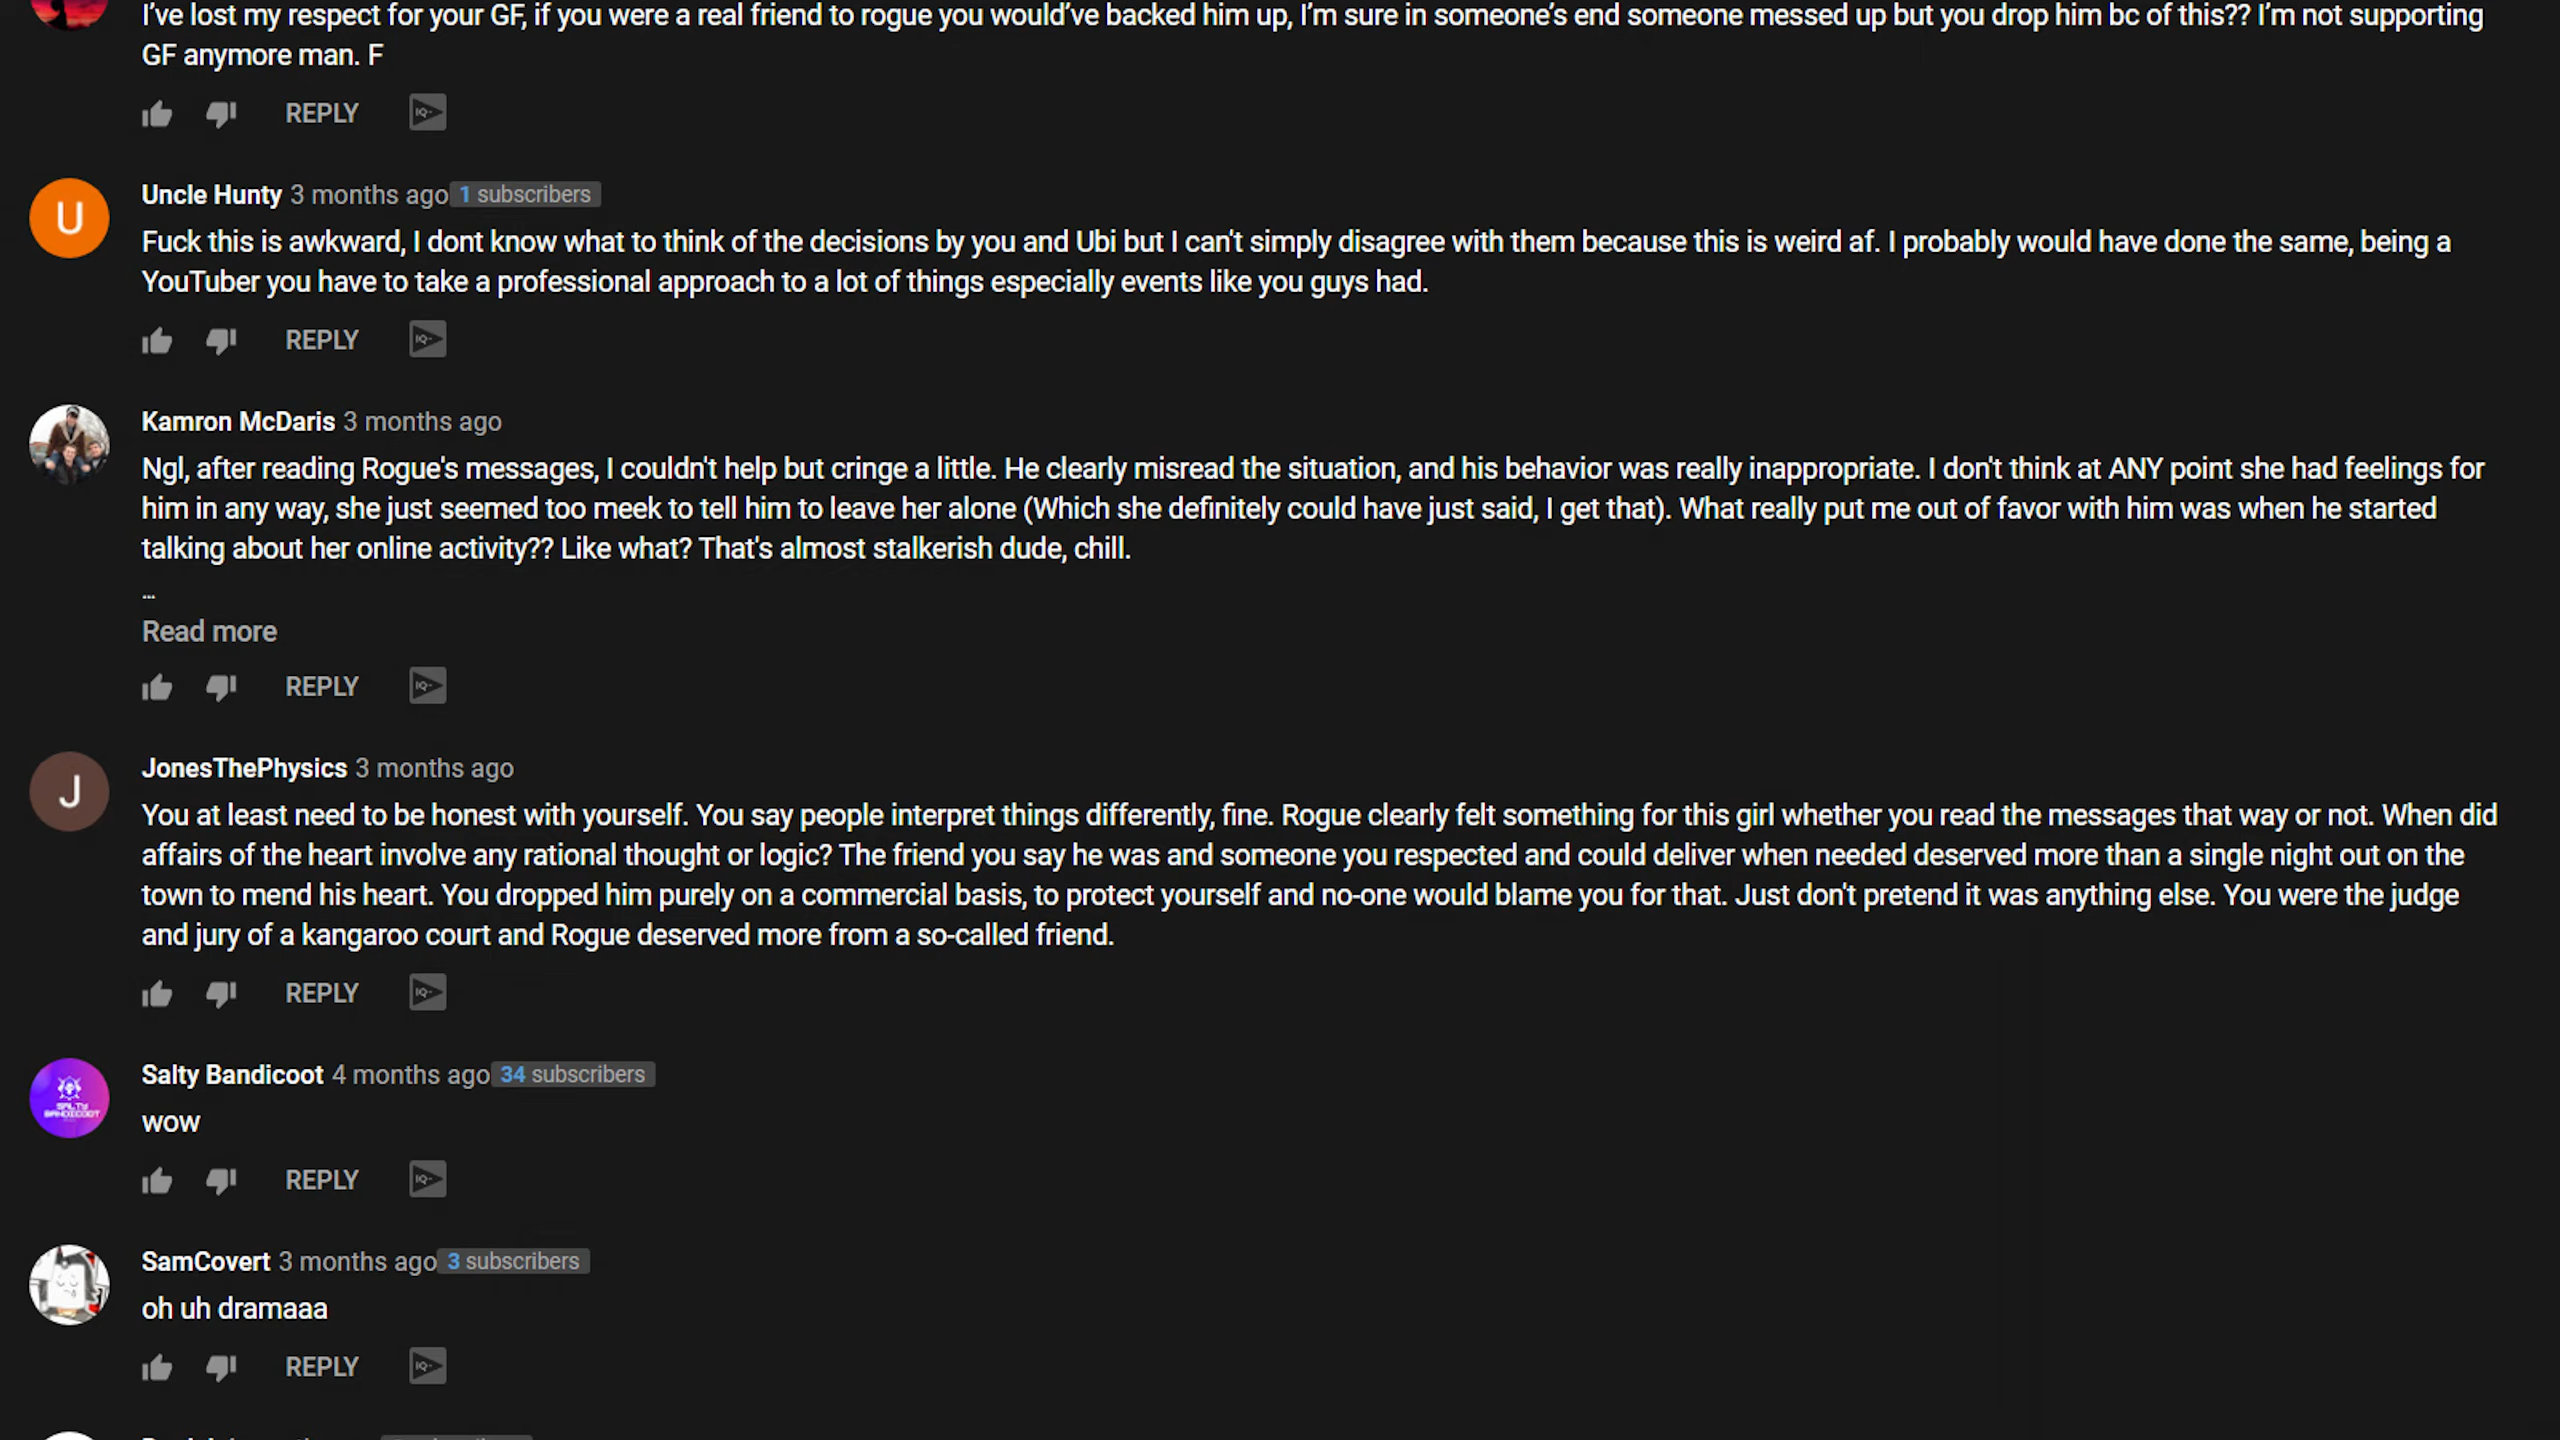 I’ve lost my respect for your GF, if you were a real friend to rogue you would’ve backed him up, I’m sure in someone’s end someone messed up but you drop him bc of this?? I’m not supporting
GF anymore man. F
REPLY
U
Uncle Hunty 3 months ago 1 subscribers
Fuck this is awkward, I dont know what to think of the decisions by you and Ubi but I can't simply disagree with them because this is weird af. I probably would have done the same, being a
YouTuber you have to take a professional approach to a lot of things especially events like you guys had.
REPLY
Kamron McDaris 3 months ago
Ngl, after reading Rogue's messages, I couldn't help but cringe a little. He clearly misread the situation, and his behavior was really inappropriate. I don't think at ANY point she had feelings for
him in any way, she just seemed too meek to tell him to leave her alone (Which she definitely could have just said, I get that). What really put me out of favor with him was when he started
talking about her online activity?? Like what? That's almost stalkerish dude, chill.
...
Read more
REPLY
J
JonesThePhysics 3 months ago
You at least need to be honest with yourself. You say people interpret things differently, fine. Rogue clearly felt something for this girl whether you read the messages that way or not. When did
affairs of the heart involve any rational thought or logic? The friend you say he was and someone you respected and could deliver when needed deserved more than a single night out on the
town to mend his heart. You dropped him purely on a commercial basis, to protect yourself and no-one would blame you for that. Just don't pretend it was anything else. You were the judge
and jury of a kangaroo court and Rogue deserved more from a so-called friend.
REPLY
Salty Bandicoot 4 months ago 34 subscribers
SALTY
BANDICOOT
wow
REPLY
SamCovert 3 months ago 3 subscribers
oh uh dramaaa
REPLY